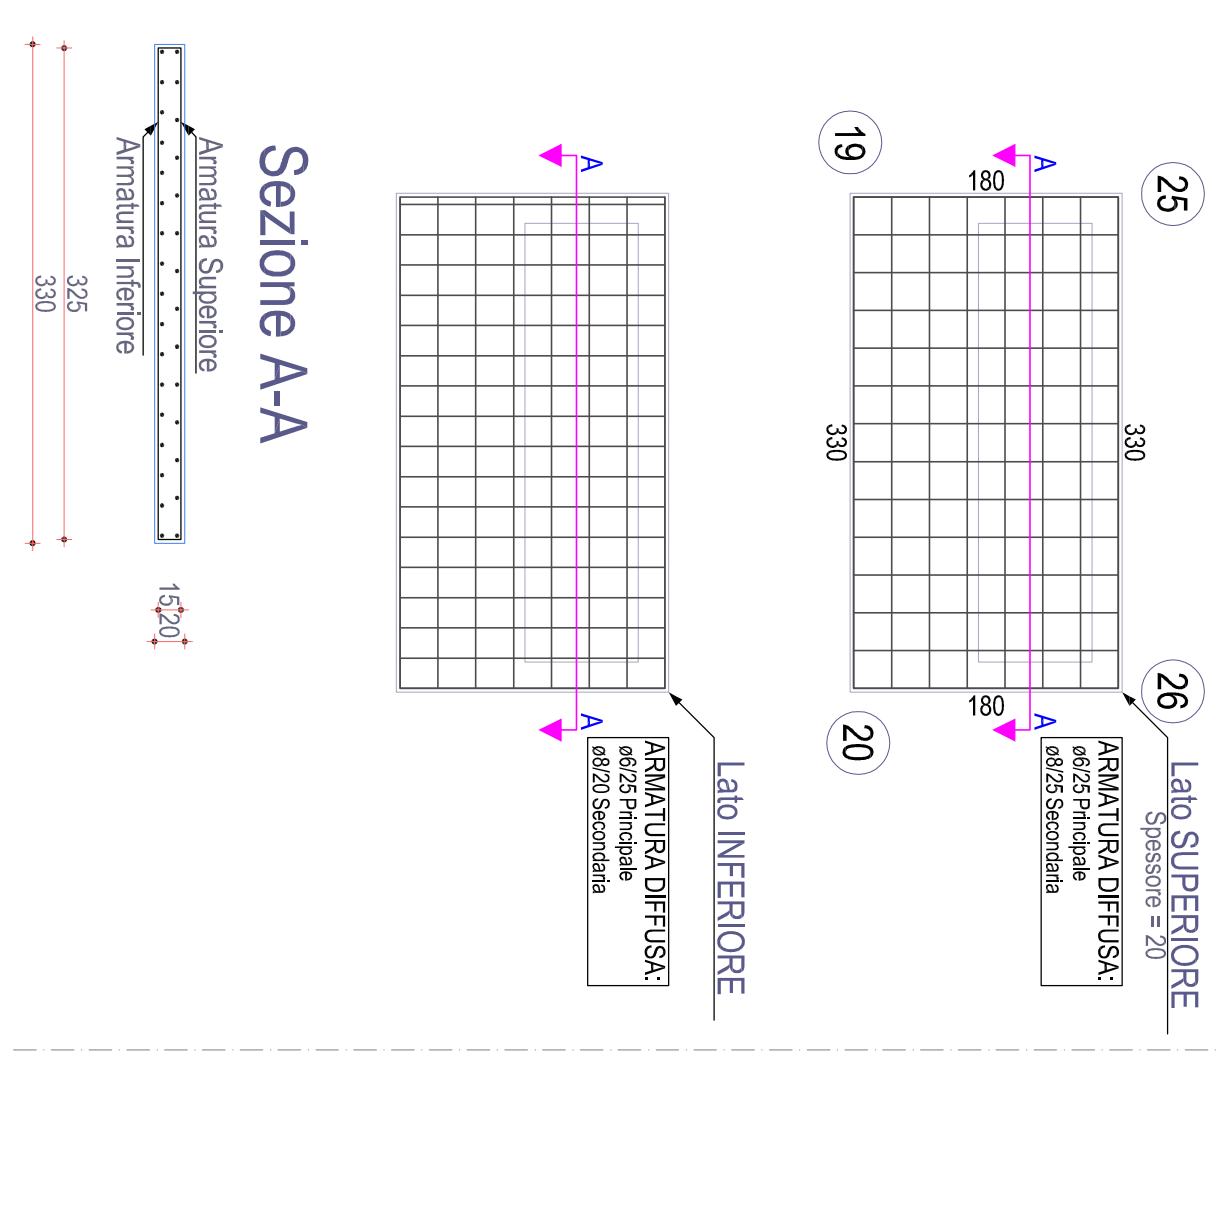 25
26
19
20
180
330
330
180
A
A
Lato SUPERIORE
Spessore = 20
ARMATURA DIFFUSA:
ø6/25 Principale
ø8/25 Secondaria
A
A
Lato INFERIORE
ARMATURA DIFFUSA:
ø6/25 Principale
ø8/20 Secondaria
Sezione A-A
Armatura Superiore
Armatura Inferiore
15
20
325
330